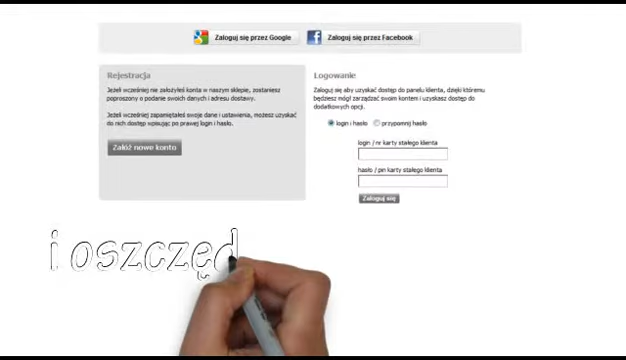 Zaloguj się przez Google
Zaloguj się przez Facebook
Rejestracja
Jeżeli wcześniej nie założyłeś konta w naszym sklepie, zostaniesz
poproszony o podanie swoich danych i adresu dostawy.
Jeżeli wcześniej zapamiętałeś swoje dane i ustawienia, możesz uzyskać
do nich dostęp wpisując po prawej login i hasło.
Załóż nowe konto
Logowanie
Zaloguj się aby uzyskać dostęp do panelu klienta, dzięki któremu
będziesz mógł zarządzać swoim kontem i uzyskasz dostęp do
dodatkowych opcji.
login i hasło
przypomnij hasło
login / nr karty stałego klienta
hasło / pin karty stałego klienta
Zaloguj się
i oszczęd